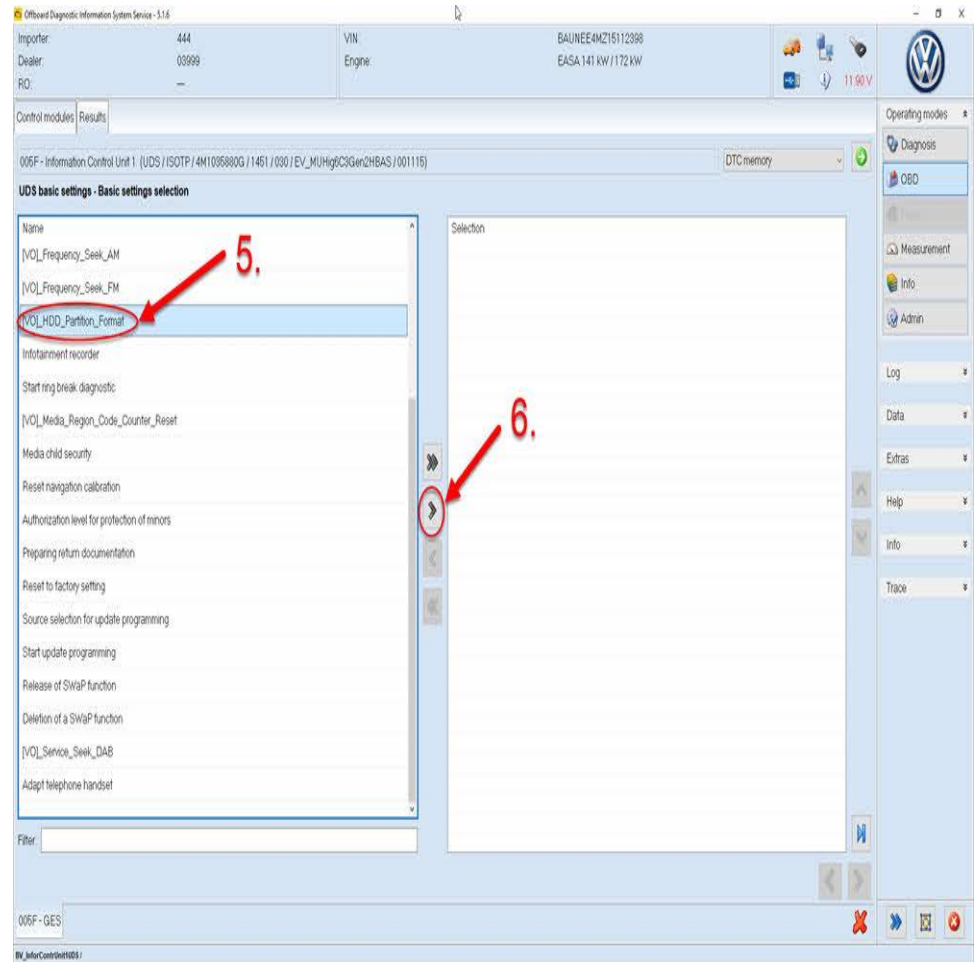 Offboard Diagnostic Information System Service - 5.1.6
Importer: 444 VIN: BAUNEE4MZ15112398
Dealer: 03999 Engine: EASA 141 kW / 172 kW
RO: —
11.90 V
Control modules Results
Operating modes
005F - Information Control Unit 1 (UDS / ISOTP / 4M1035880G / 1451 / 030 / EV_MUHig6C3Gen2HBAS / 001115)
DTC memory
Diagnosis
UDS basic settings - Basic settings selection
OBD
Name
Selection
[VO]_Frequency_Seek_AM
5.
Measurement
[VO]_Frequency_Seek_FM
Info
[VO]_HDD_Partition_Format
Admin
Infotainment recorder
Log
Start ring break diagnostic
[VO]_Media_Region_Code_Counter_Reset
Data
6.
Media child security
Extras
Reset navigation calibration
Help
Authorization level for protection of minors
Preparing return documentation
Info
Reset to factory setting
Trace
Source selection for update programming
Start update programming
Release of SWaP function
Deletion of a SWaP function
[VO]_Service_Seek_DAB
Adapt telephone handset
Filter:
005F - GES
BV_InforContrUnit1UDS /